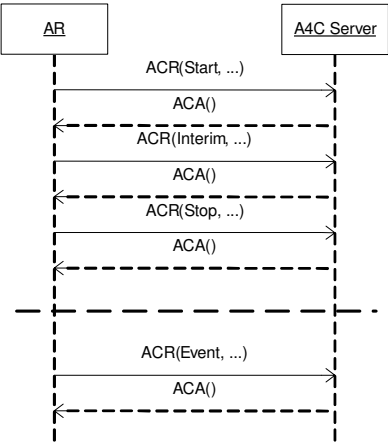 AR
A4C Server
ACR(Start, ...)
ACA()
ACR(Interim, ...)
ACA()
ACR(Stop, ...)
ACA()
ACR(Event, ...)
ACA()